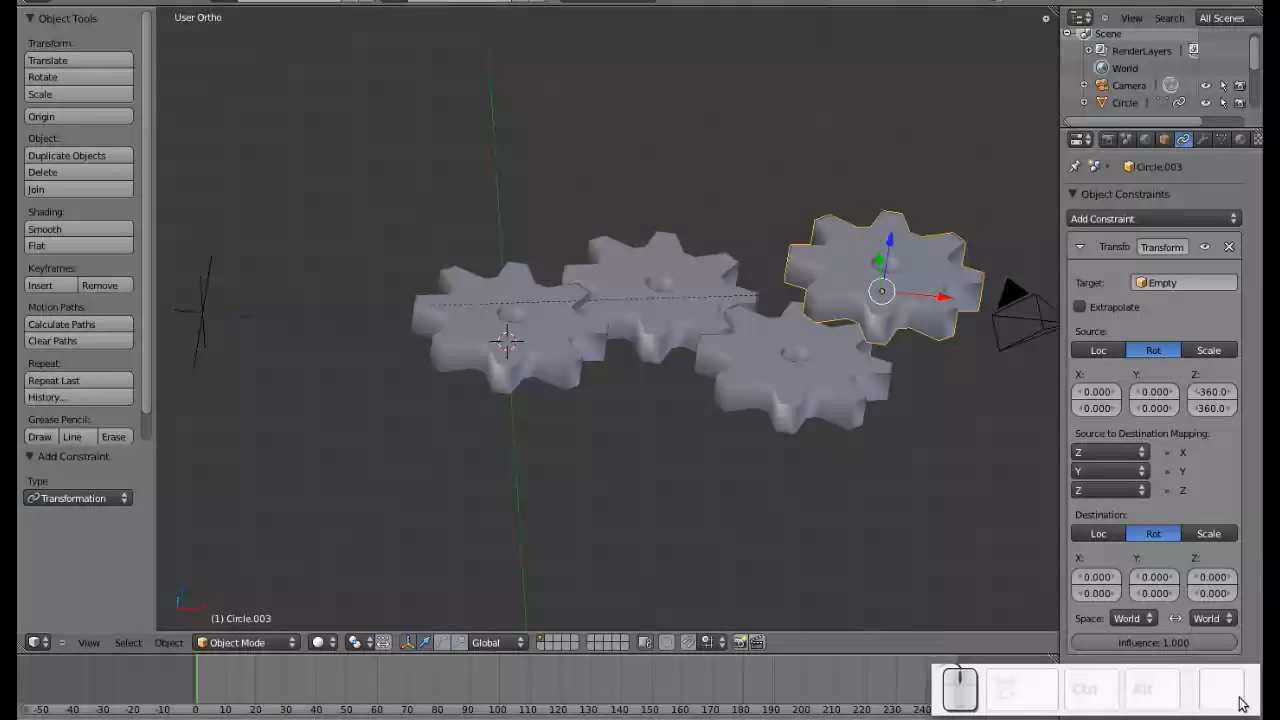 Object Tools
User Ortho
View Search All Scenes
Scene
RenderLayers
World
Camera
Circle
Transform:
Translate
Rotate
Scale
Origin
Object:
Duplicate Objects
Delete
Join
Shading:
Smooth
Flat
Keyframes:
Insert Remove
Motion Paths:
Calculate Paths
Clear Paths
Repeat:
Repeat Last
History...
Grease Pencil:
Draw Line Erase
Add Constraint
Type
Transformation
Circle.003
Object Constraints
Add Constraint
Transfo Transform
Target: Empty
Extrapolate
Source:
Loc Rot Scale
X: Y: Z:
0.000 0.000 -360.0
0.000 0.000 -360.0
Source to Destination Mapping:
Z » X
Y » Y
Z » Z
Destination:
Loc Rot Scale
X: Y: Z:
0.000 0.000 0.000
0.000 0.000 0.000
Space: World World
Influence: 1.000
(1) Circle.003
View Select Object Object Mode Global
-50 -40 -30 -20 -10 0 10 20 30 40 50 60 70 80 90 100 110 120 130 140 150 160 170 180 190 200 210 220 230 240
Ctrl Alt